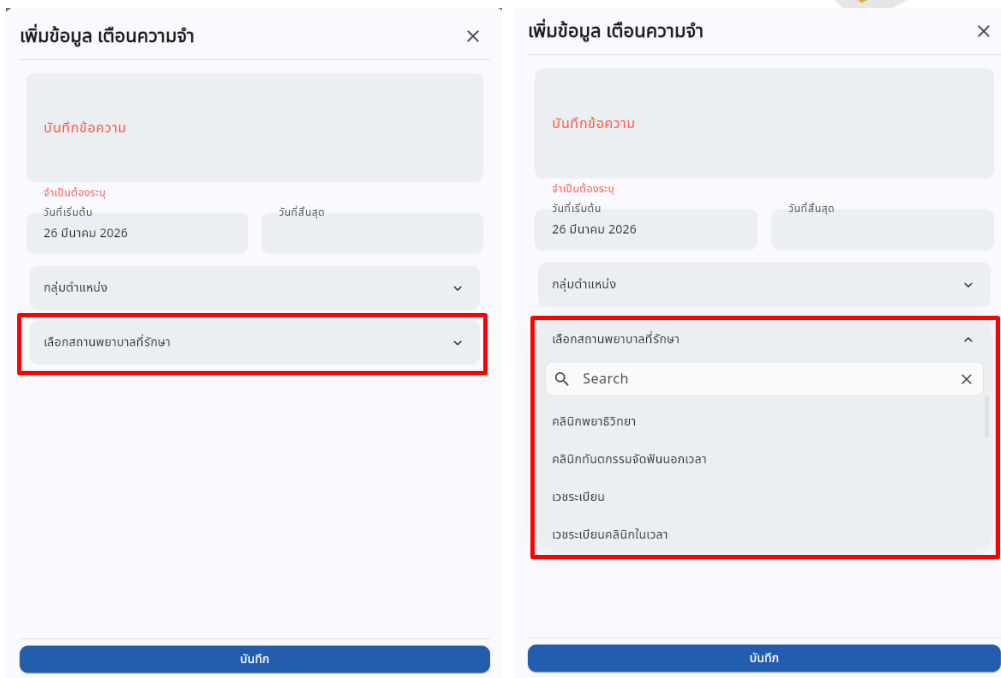 เพิ่มข้อมูล เตือนความจำ
บันทึกข้อความ
จำเป็นต้องระบุ
วันที่เริ่มต้น
วันที่สิ้นสุด
26 มีนาคม 2026
กลุ่มตำแหน่ง
เลือกสถานพยาบาลที่รักษา
บันทึก
เพิ่มข้อมูล เตือนความจำ
บันทึกข้อความ
จำเป็นต้องระบุ
วันที่เริ่มต้น
วันที่สิ้นสุด
26 มีนาคม 2026
กลุ่มตำแหน่ง
เลือกสถานพยาบาลที่รักษา
Search
คลินิกพยาธิวิทยา
คลินิกทันตกรรมจัดฟันนอกเวลา
เวชระเบียน
เวชระเบียนคลินิกในเวลา
บันทึก